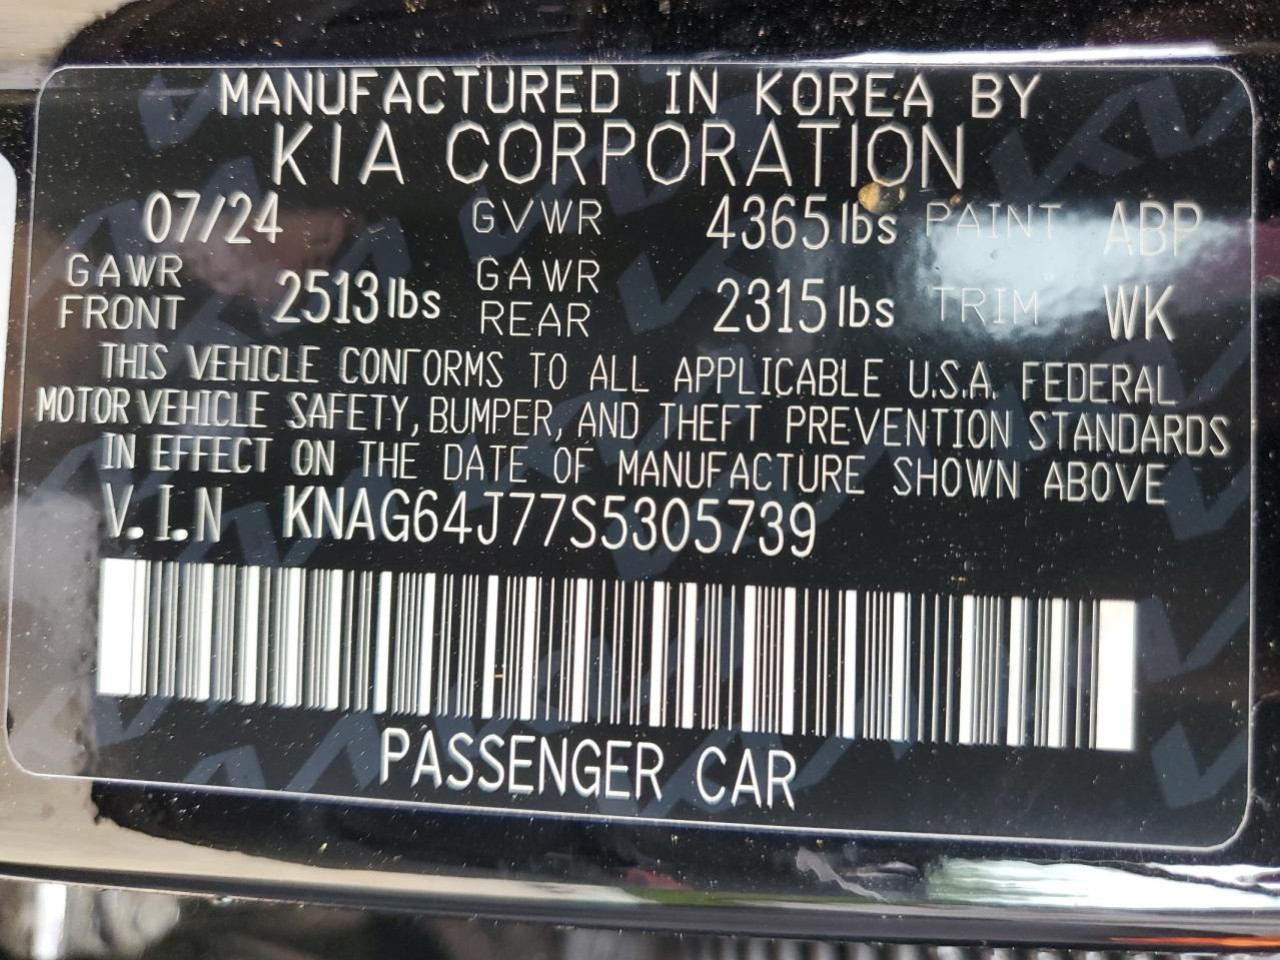 MANUFACTURED IN KOREA BY
KIA CORPORATION
07/24 GVWR 4365 lbs PAINT ABP
GAWR FRONT 2513 lbs GAWR REAR 2315 lbs TRIM WK
THIS VEHICLE CONFORMS TO ALL APPLICABLE U.S.A. FEDERAL
MOTOR VEHICLE SAFETY, BUMPER, AND THEFT PREVENTION STANDARDS
IN EFFECT ON THE DATE OF MANUFACTURE SHOWN ABOVE
V.I.N KNAG64J77S5305739
PASSENGER CAR